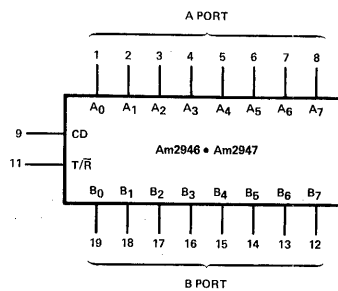 A PORT
1 2 3 4 5 6 7 8
A0 A1 A2 A3 A4 A5 A6 A7
9 CD
Am2946 • Am2947
11 T/R̅
B0 B1 B2 B3 B4 B5 B6 B7
19 18 17 16 15 14 13 12
B PORT